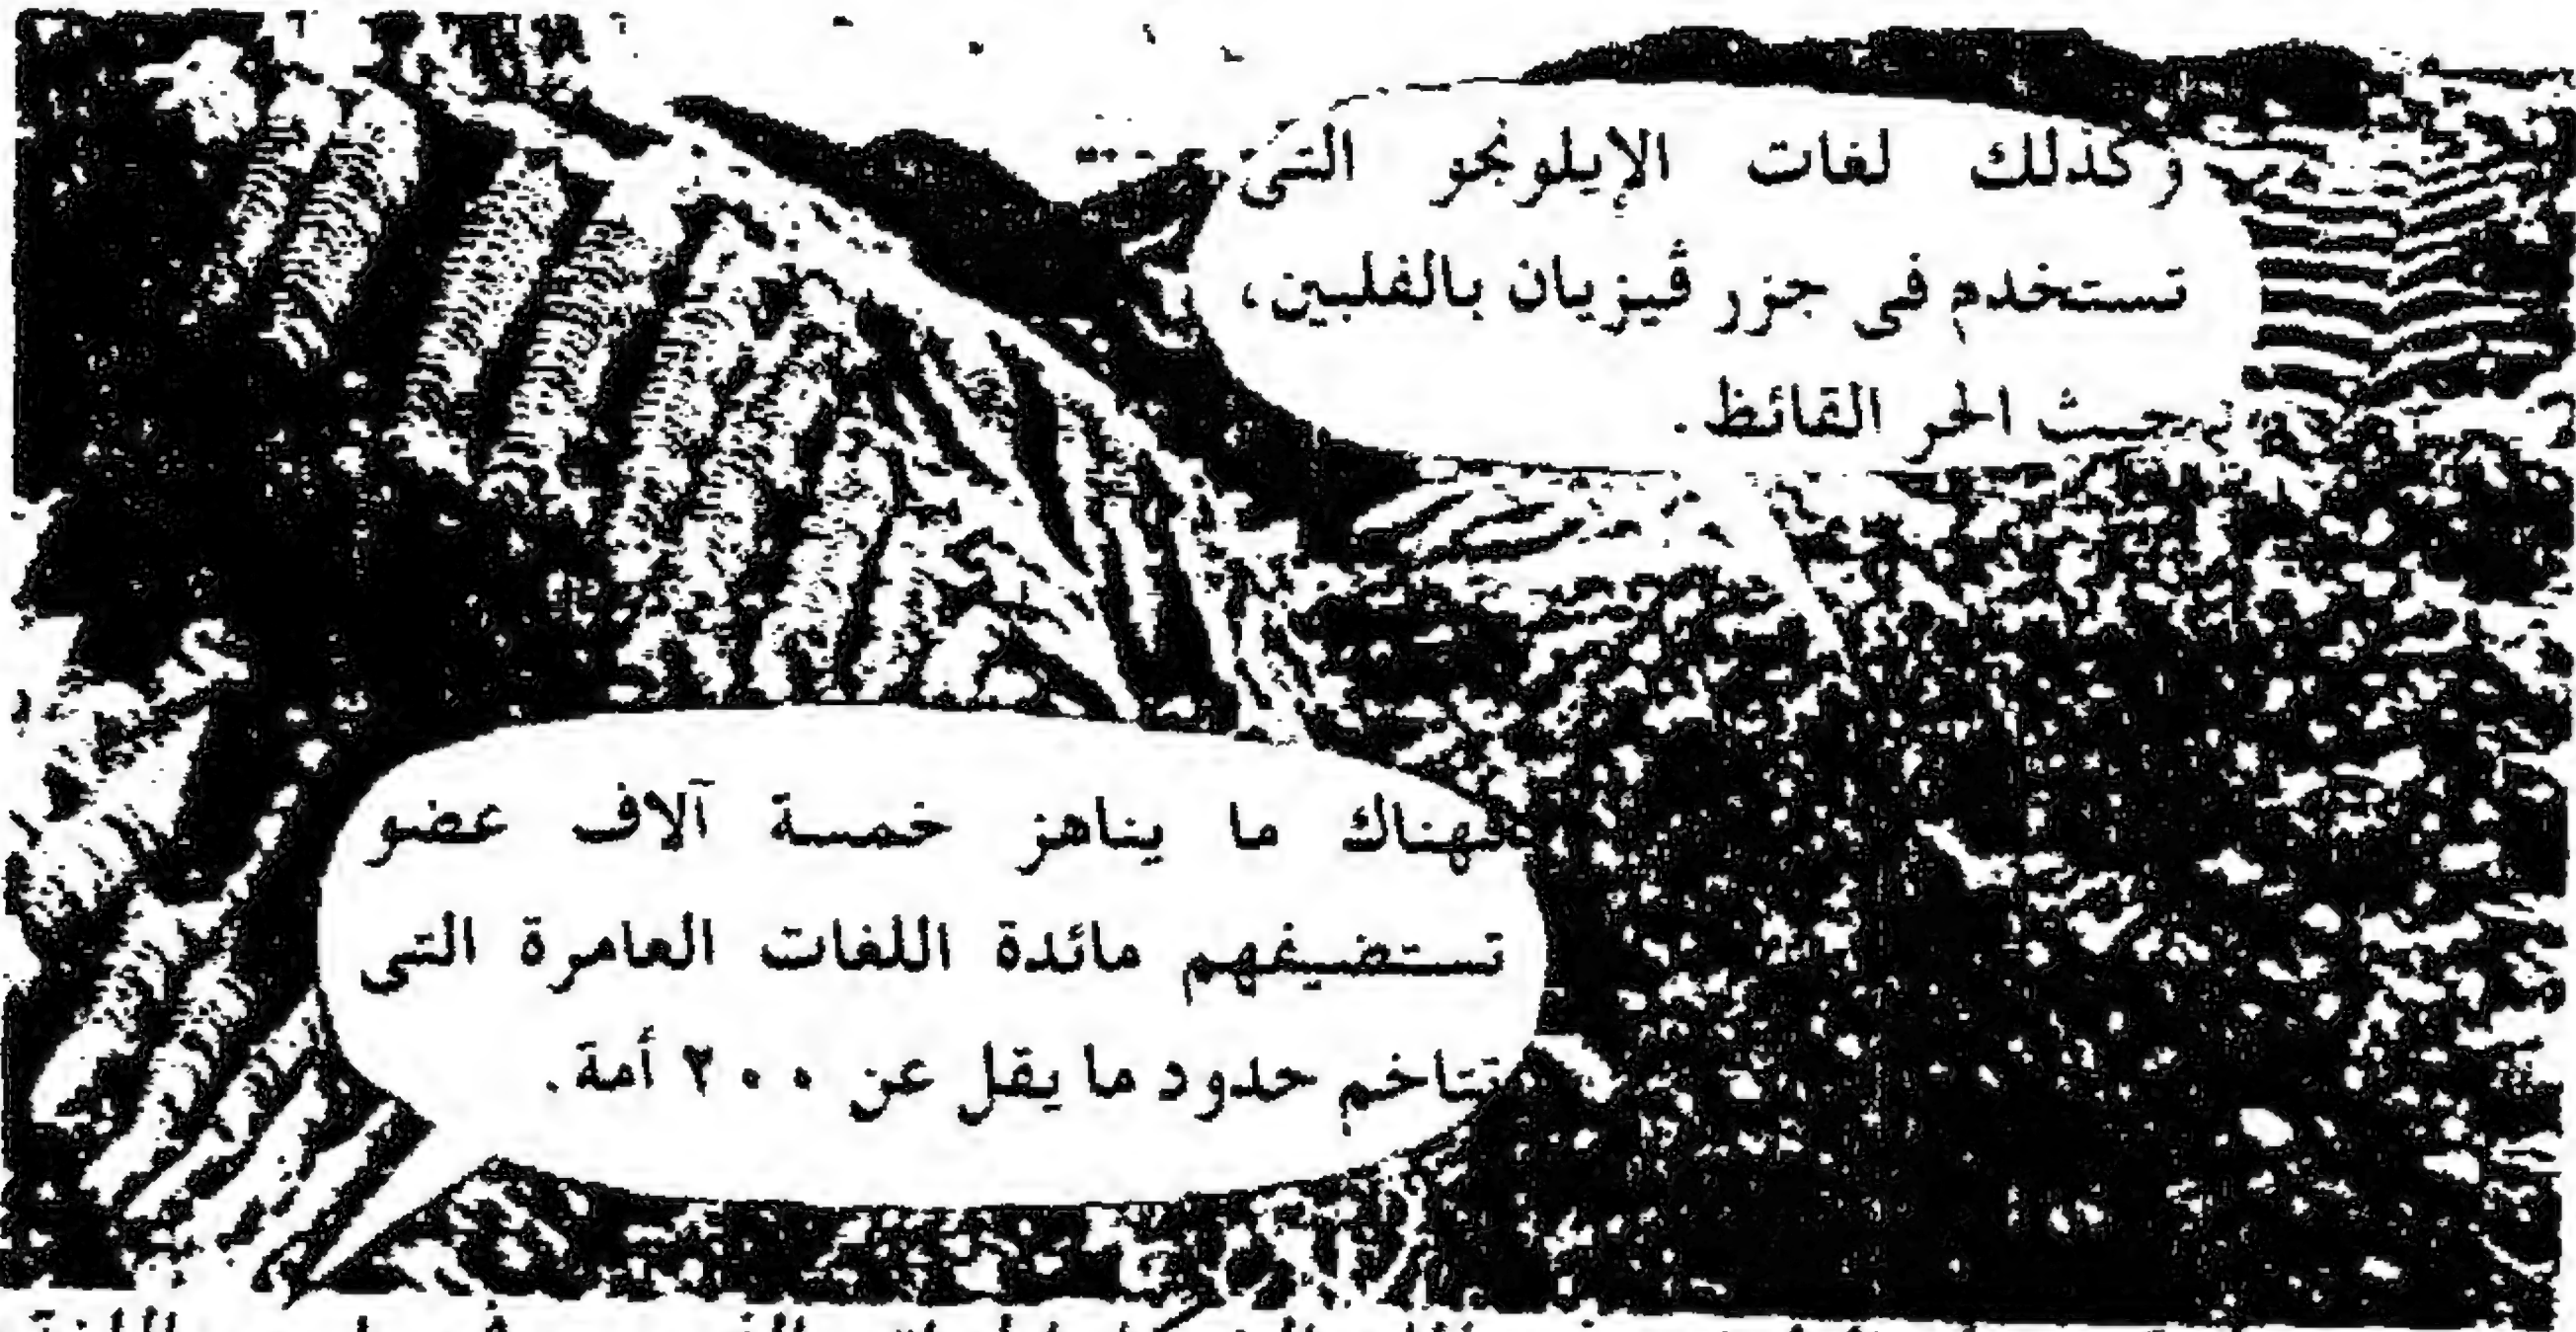 وكذلك لغات الإيلونجو التى
تستخدم فى جزر ڤيزيان بالفلبين،
حيث الحر القائظ.
فهناك ما يناهز خمسة آلاف عضو
تستضيفهم مائدة اللغات العامرة التى
تتاخم حدود ما يقل عن ٢٠٠ أمة.